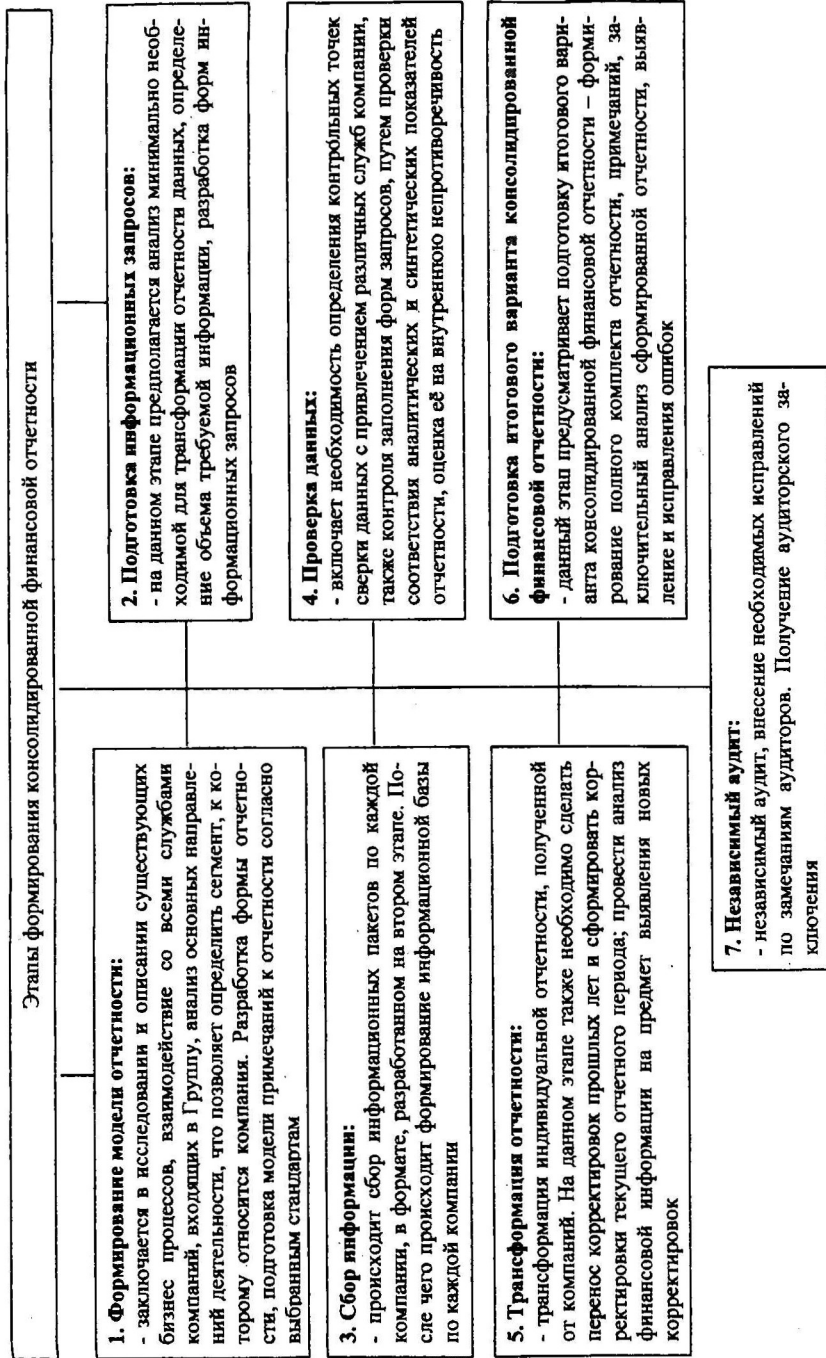 Этапы формирования консолидированной финансовой отчетности
1. Формирование модели отчетности:
- заключается в исследовании и описании существующих
бизнес процессов, взаимодействие со всеми службами
компаний, входящих в Группу, анализ основных направле-
ний деятельности, что позволяет определить сегмент, к ко-
торому относится компания. Разработка формы отчетно-
сти, подготовка модели примечаний к отчетности согласно
выбранным стандартам
2. Подготовка информационных запросов:
- на данном этапе предполагается анализ минимально необ-
ходимой для трансформации отчетности данных, определе-
ние объема требуемой информации, разработка форм ин-
формационных запросов
3. Сбор информации:
- происходит сбор информационных пакетов по каждой
компании, в формате, разработанном на втором этапе. По-
сле чего происходит формирование информационной базы
по каждой компании
4. Проверка данных:
- включает необходимость определения контрольных точек
сверки данных с привлечением различных служб компании,
также контроля заполнения форм запросов, путем проверки
соответствия аналитических и синтетических показателей
отчетности, оценка её на внутреннюю непротиворечивость
5. Трансформация отчетности:
- трансформация индивидуальной отчетности, полученной
от компаний. На данном этапе также необходимо сделать
перенос корректировок прошлых лет и сформировать кор-
ректировки текущего отчетного периода; провести анализ
финансовой информации на предмет выявления новых
корректировок
6. Подготовка итогового варианта консолидированной
финансовой отчетности:
- данный этап предусматривает подготовку итогового вари-
анта консолидированной финансовой отчетности – форми-
рование полного комплекта отчетности, примечаний, за-
ключительный анализ сформированной отчетности, выяв-
ление и исправления ошибок
7. Независимый аудит:
- независимый аудит, внесение необходимых исправлений
по замечаниям аудиторов. Получение аудиторского за-
ключения